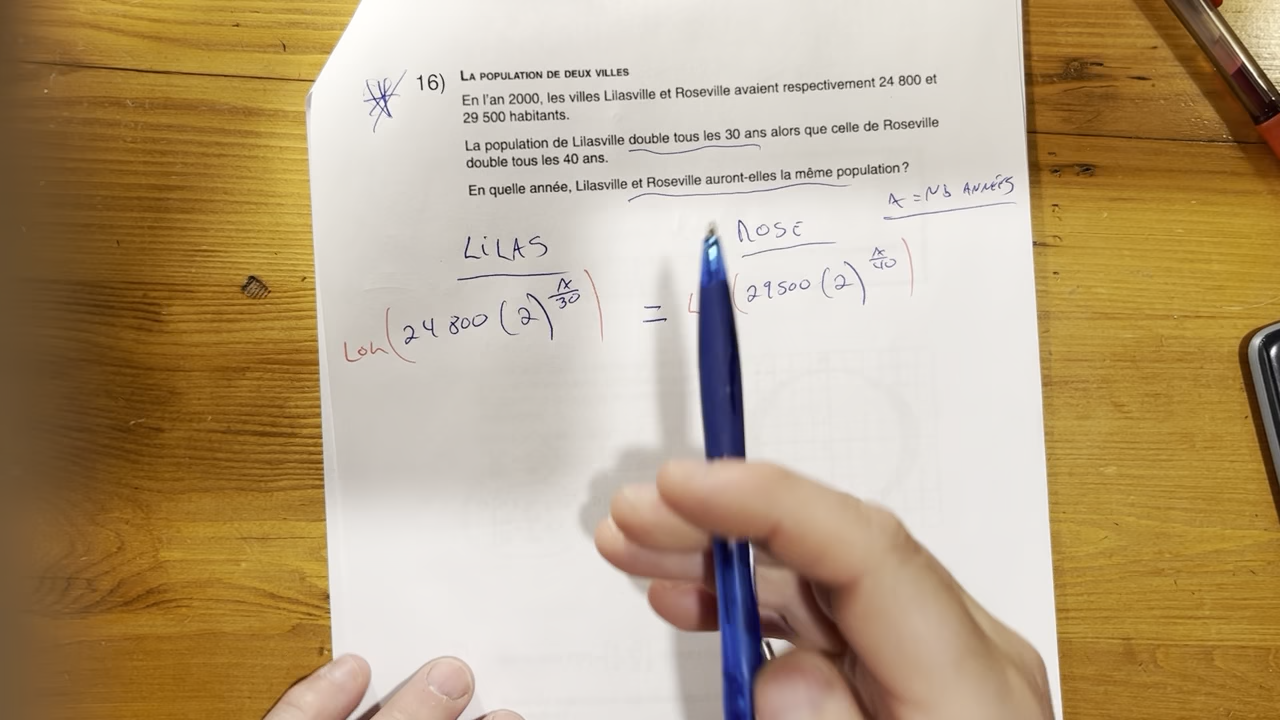 16) LA POPULATION DE DEUX VILLES
En l'an 2000, les villes Lilasville et Roseville avaient respectivement 24 800 et
29 500 habitants.
La population de Lilasville double tous les 30 ans alors que celle de Roseville
double tous les 40 ans.
En quelle année, Lilasville et Roseville auront-elles la même population ?
A = Nb ANNÉES
LiLAS
ROSE
(24 800 (2)^(A/30)) = (29500 (2)^(A/40))